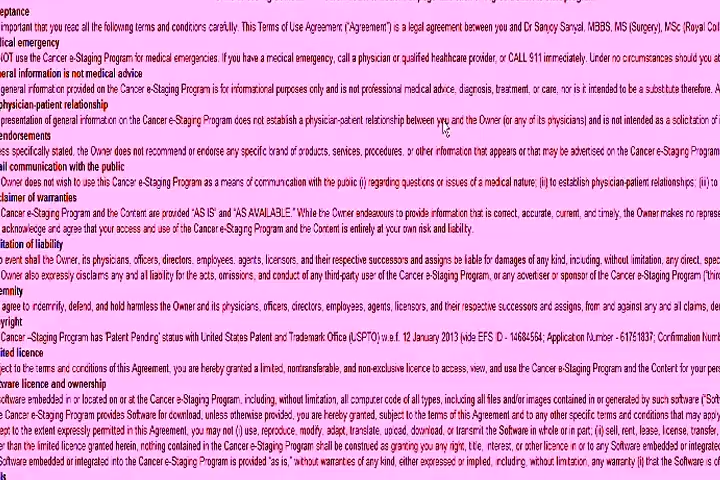 eptance
important that you read all the following terms and conditions carefully. This Terms of Use Agreement ("Agreement") is a legal agreement between you and Dr Sanjoy Sanyal, MBBS, MS (Surgery), MSc (Royal Coll
dical emergency
NOT use the Cancer e-Staging Program for medical emergencies. If you have a medical emergency, call a physician or qualified healthcare provider, or CALL 911 immediately. Under no circumstances should you at
neral information is not medical advice
general information provided on the Cancer e-Staging Program is for informational purposes only and is not professional medical advice, diagnosis, treatment, or care, nor is it intended to be a substitute therefore. A
physician-patient relationship
presentation of general information on the Cancer e-Staging Program does not establish a physician-patient relationship between you and the Owner (or any of its physicians) and is not intended as a solicitation of i
endorsements
ess specifically stated, the Owner does not recommend or endorse any specific brand of products, services, procedures, or other information that appears or that may be advertised on the Cancer e-Staging Program
ail communication with the public
Owner does not wish to use this Cancer e-Staging Program as a means of communication with the public (i) regarding questions or issues of a medical nature; (ii) to establish physician-patient relationships; (iii) to
claimer of warranties
Cancer e-Staging Program and the Content are provided "AS IS" and "AS AVAILABLE." While the Owner endeavours to provide information that is correct, accurate, current, and timely, the Owner makes no repres
acknowledge and agree that your access and use of the Cancer e-Staging Program and the Content is entirely at your own risk and liability.
itation of liability
o event shall the Owner, its physicians, officers, directors, employees, agents, licensors, and their respective successors and assigns be liable for damages of any kind, including, without limitation, any direct, spec
Owner also expressly disclaims any and all liability for the acts, omissions, and conduct of any third-party user of the Cancer e-Staging Program, or any advertiser or sponsor of the Cancer e-Staging Program ("thir
emnity
agree to indemnify, defend, and hold harmless the Owner and its physicians, officers, directors, employees, agents, licensors, and their respective successors and assigns, from and against any and all claims, de
yright
Cancer –Staging Program has 'Patent Pending' status with United States Patent and Trademark Office (USPTO) w.e.f. 12 January 2013 (vide EFS ID - 14684564; Application Number - 61751837; Confirmation Numb
ited licence
ject to the terms and conditions of this Agreement, you are hereby granted a limited, nontransferable, and non-exclusive licence to access, view, and use the Cancer e-Staging Program and the Content for your pers
tware licence and ownership
software embedded in or located on or at the Cancer e-Staging Program, including, without limitation, all computer code of all types, including all files and/or images contained in or generated by such software ("Soft
e Cancer e-Staging Program provides Software for download, unless otherwise provided, you are hereby granted, subject to the terms of this Agreement and to any other specific terms and conditions that may apply
ept to the extent expressly permitted in this Agreement, you may not (i) use, reproduce, modify, adapt, translate, upload, download, or transmit the Software in whole or in part; (ii) sell, rent, lease, license, transfer,
er than the limited licence granted herein, nothing contained in the Cancer e-Staging Program shall be construed as granting you any right, title, interest, or other licence in or to any Software embedded or integrated
Software embedded or integrated into the Cancer e-Staging Program is provided "as is," without warranties of any kind, either expressed or implied, including, without limitation, any warranty (i) that the Software is of
ls